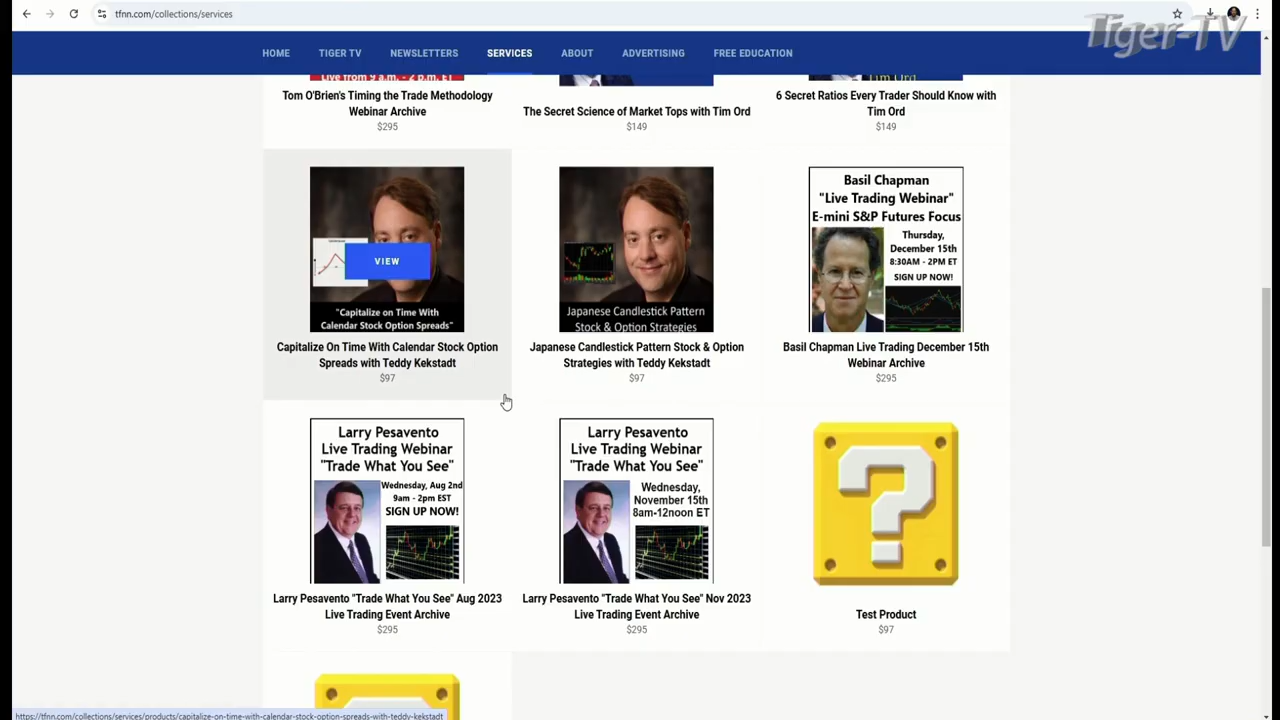 tfnn.com/collections/services
Tiger-TV
HOME TIGER TV NEWSLETTERS SERVICES ABOUT ADVERTISING FREE EDUCATION
Live from 9 a.m. - 2 p.m. ET
Tim Ord
Tom O'Brien's Timing the Trade Methodology
Webinar Archive
$295
The Secret Science of Market Tops with Tim Ord
$149
6 Secret Ratios Every Trader Should Know with
Tim Ord
$149
VIEW
"Capitalize on Time With
Calendar Stock Option Spreads"
Capitalize On Time With Calendar Stock Option
Spreads with Teddy Kekstadt
$97
Japanese Candlestick Pattern
Stock & Option Strategies
Japanese Candlestick Pattern Stock & Option
Strategies with Teddy Kekstadt
$97
Basil Chapman
"Live Trading Webinar"
E-mini S&P Futures Focus
Thursday,
December 15th
8:30AM - 2PM ET
SIGN UP NOW!
Basil Chapman Live Trading December 15th
Webinar Archive
$295
Larry Pesavento
Live Trading Webinar
"Trade What You See"
Wednesday, Aug 2nd
9am - 2pm EST
SIGN UP NOW!
Larry Pesavento "Trade What You See" Aug 2023
Live Trading Event Archive
$295
Larry Pesavento
Live Trading Webinar
"Trade What You See"
Wednesday,
November 15th
8am-12noon ET
Larry Pesavento "Trade What You See" Nov 2023
Live Trading Event Archive
$295
?
Test Product
$97
https://tfnn.com/collections/services/products/capitalize-on-time-with-calendar-stock-option-spreads-with-teddy-kekstadt